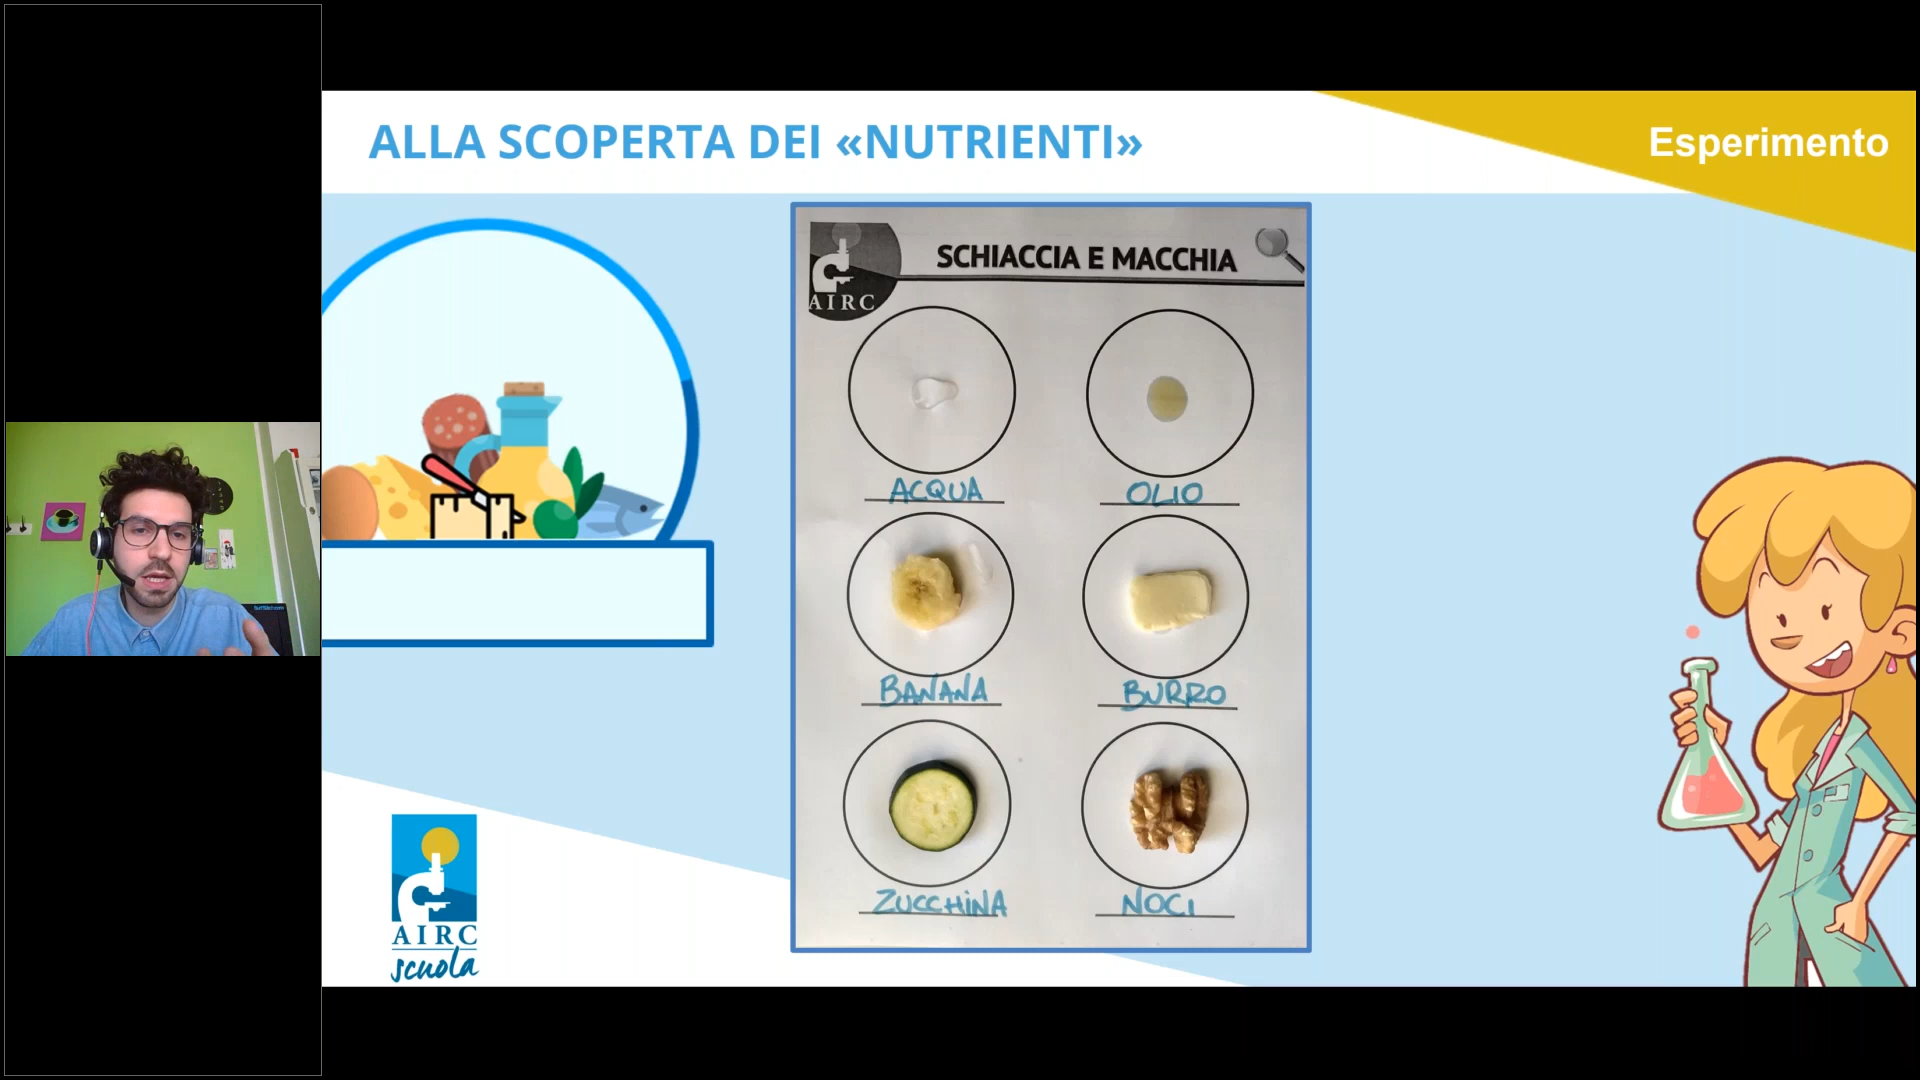 ALLA SCOPERTA DEI «NUTRIENTI»
Esperimento
AIRC
SCHIACCIA E MACCHIA
ACQUA
OLIO
BANANA
BURRO
ZUCCHINA
NOCI
AIRC
scuola